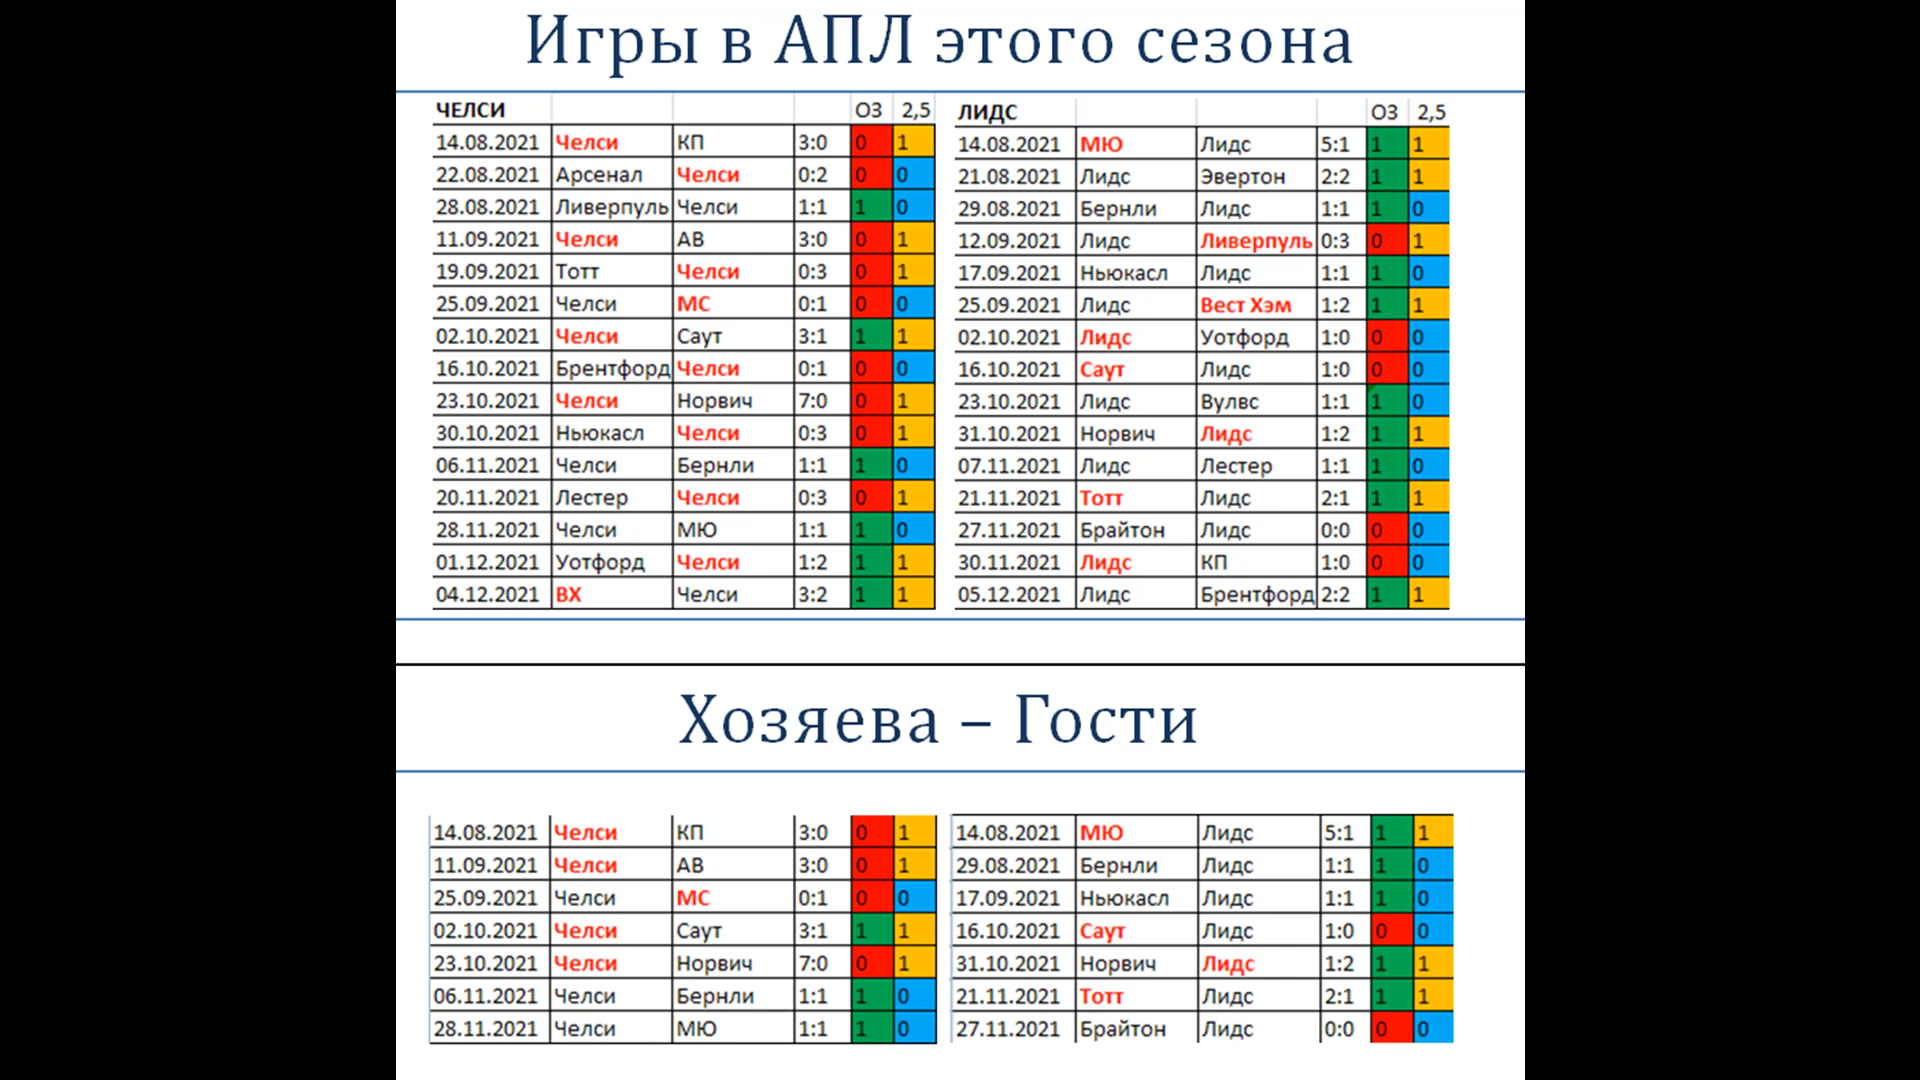 Игры в АПЛ этого сезона
ЧЕЛСИ ОЗ 2,5
14.08.2021 Челси КП 3:0 0 1
22.08.2021 Арсенал Челси 0:2 0 0
28.08.2021 Ливерпуль Челси 1:1 1 0
11.09.2021 Челси АВ 3:0 0 1
19.09.2021 Тотт Челси 0:3 0 1
25.09.2021 Челси МС 0:1 0 0
02.10.2021 Челси Саут 3:1 1 1
16.10.2021 Брентфорд Челси 0:1 0 0
23.10.2021 Челси Норвич 7:0 0 1
30.10.2021 Ньюкасл Челси 0:3 0 1
06.11.2021 Челси Бернли 1:1 1 0
20.11.2021 Лестер Челси 0:3 0 1
28.11.2021 Челси МЮ 1:1 1 0
01.12.2021 Уотфорд Челси 1:2 1 1
04.12.2021 ВХ Челси 3:2 1 1
ЛИДС ОЗ 2,5
14.08.2021 МЮ Лидс 5:1 1 1
21.08.2021 Лидс Эвертон 2:2 1 1
29.08.2021 Бернли Лидс 1:1 1 0
12.09.2021 Лидс Ливерпуль 0:3 0 1
17.09.2021 Ньюкасл Лидс 1:1 1 0
25.09.2021 Лидс Вест Хэм 1:2 1 1
02.10.2021 Лидс Уотфорд 1:0 0 0
16.10.2021 Саут Лидс 1:0 0 0
23.10.2021 Лидс Вулвс 1:1 1 0
31.10.2021 Норвич Лидс 1:2 1 1
07.11.2021 Лидс Лестер 1:1 1 0
21.11.2021 Тотт Лидс 2:1 1 1
27.11.2021 Брайтон Лидс 0:0 0 0
30.11.2021 Лидс КП 1:0 0 0
05.12.2021 Лидс Брентфорд 2:2 1 1
Хозяева – Гости
14.08.2021 Челси КП 3:0 0 1
11.09.2021 Челси АВ 3:0 0 1
25.09.2021 Челси МС 0:1 0 0
02.10.2021 Челси Саут 3:1 1 1
23.10.2021 Челси Норвич 7:0 0 1
06.11.2021 Челси Бернли 1:1 1 0
28.11.2021 Челси МЮ 1:1 1 0
14.08.2021 МЮ Лидс 5:1 1 1
29.08.2021 Бернли Лидс 1:1 1 0
17.09.2021 Ньюкасл Лидс 1:1 1 0
16.10.2021 Саут Лидс 1:0 0 0
31.10.2021 Норвич Лидс 1:2 1 1
21.11.2021 Тотт Лидс 2:1 1 1
27.11.2021 Брайтон Лидс 0:0 0 0